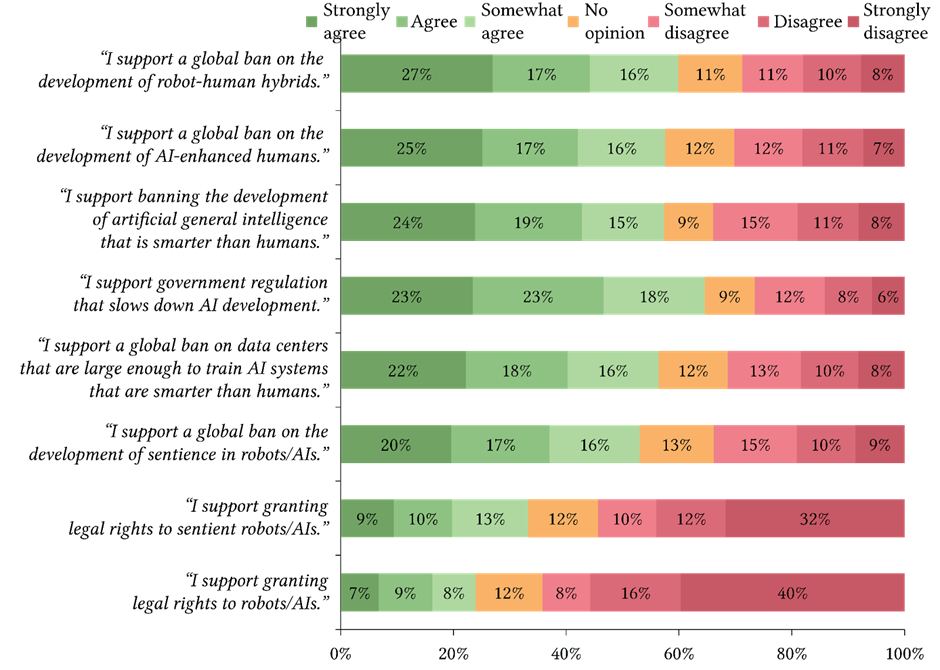 Strongly agree
Agree
Somewhat agree
No opinion
Somewhat disagree
Disagree
Strongly disagree
“I support a global ban on the
development of robot-human hybrids.”
27% 17% 16% 11% 11% 10% 8%
“I support a global ban on the
development of AI-enhanced humans.”
25% 17% 16% 12% 12% 11% 7%
“I support banning the development
of artificial general intelligence
that is smarter than humans.”
24% 19% 15% 9% 15% 11% 8%
“I support government regulation
that slows down AI development.”
23% 23% 18% 9% 12% 8% 6%
“I support a global ban on data centers
that are large enough to train AI systems
that are smarter than humans.”
22% 18% 16% 12% 13% 10% 8%
“I support a global ban on the
development of sentience in robots/AIs.”
20% 17% 16% 13% 15% 10% 9%
“I support granting
legal rights to sentient robots/AIs.”
9% 10% 13% 12% 10% 12% 32%
“I support granting
legal rights to robots/AIs.”
7% 9% 8% 12% 8% 16% 40%
0% 20% 40% 60% 80% 100%